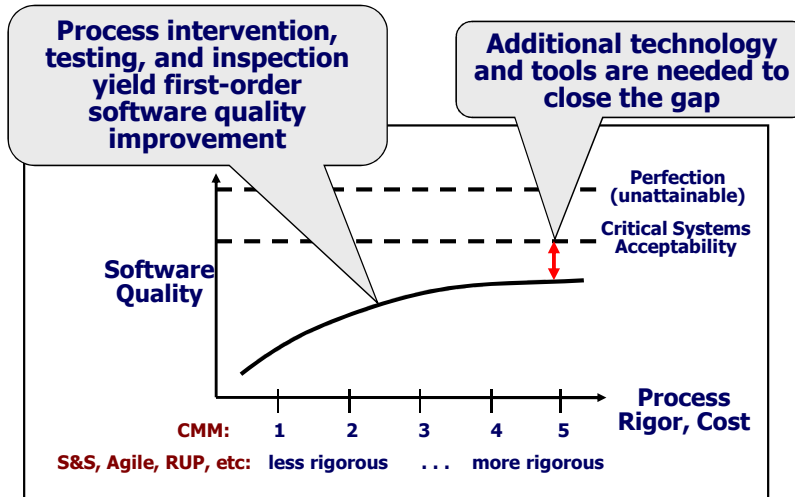 Process intervention,
testing, and inspection
yield first-order
software quality
improvement
Additional technology
and tools are needed to
close the gap
Perfection
(unattainable)
Critical Systems
Acceptability
Software
Quality
Process
Rigor, Cost
CMM: 1 2 3 4 5
S&S, Agile, RUP, etc: less rigorous . . . more rigorous